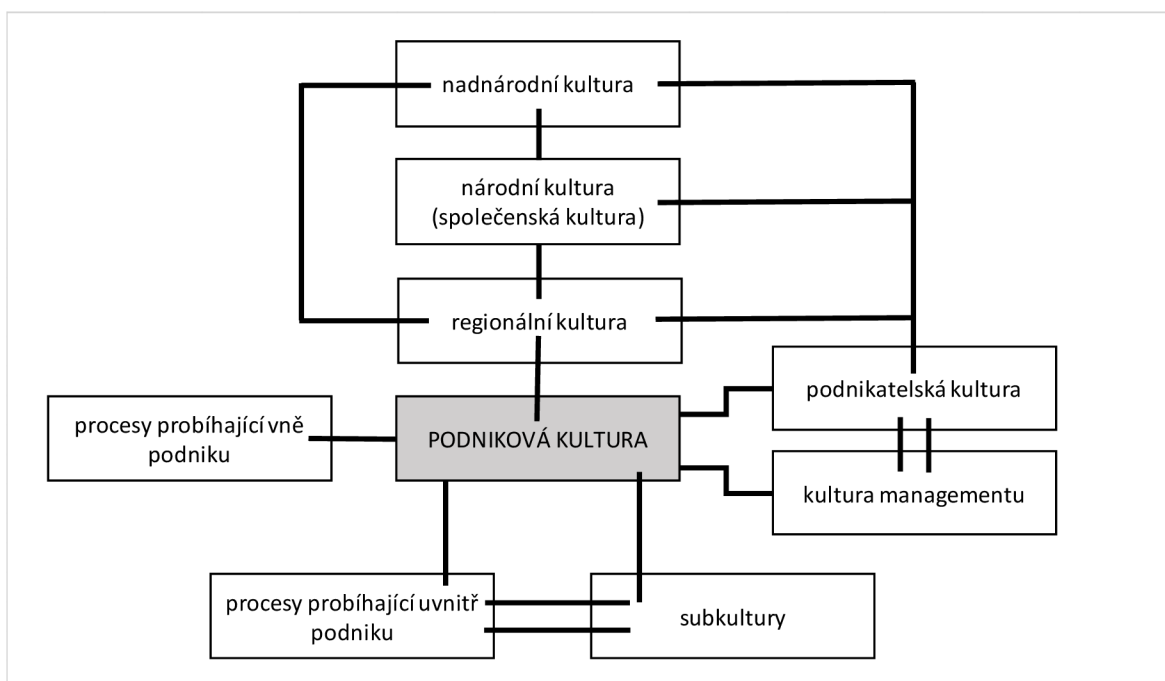 nadnárodní kultura
národní kultura
(společenská kultura)
regionální kultura
podnikatelská kultura
procesy probíhající vně
podniku
PODNIKOVÁ KULTURA
kultura managementu
procesy probíhající uvnitř
podniku
subkultury